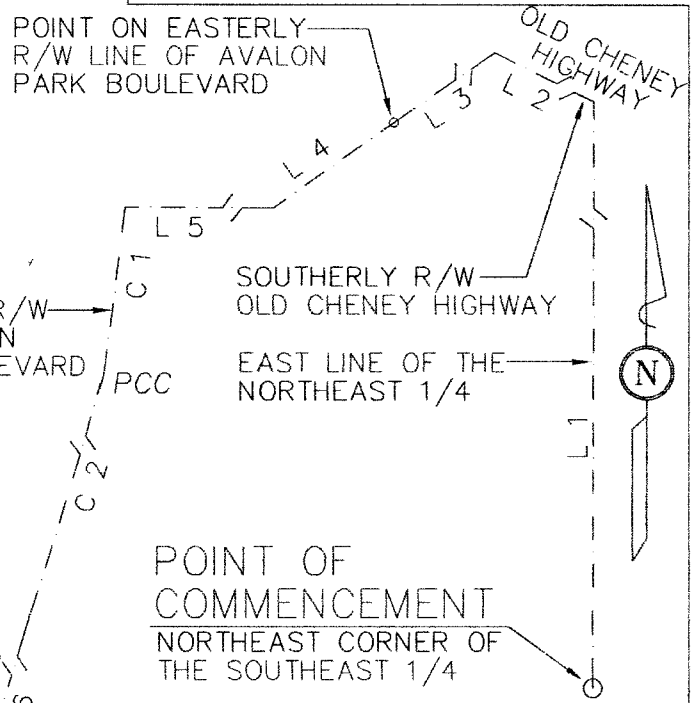 POINT ON EASTERLY
R/W LINE OF AVALON
PARK BOULEVARD
OLD CHENEY
HIGHWAY
L 2
L 3
L 4
L 5
C 1
SOUTHERLY R/W
OLD CHENEY HIGHWAY
R/W
N
EVARD
PCC
EAST LINE OF THE
NORTHEAST 1/4
N
L1
C 2
POINT OF
COMMENCEMENT
NORTHEAST CORNER OF
THE SOUTHEAST 1/4